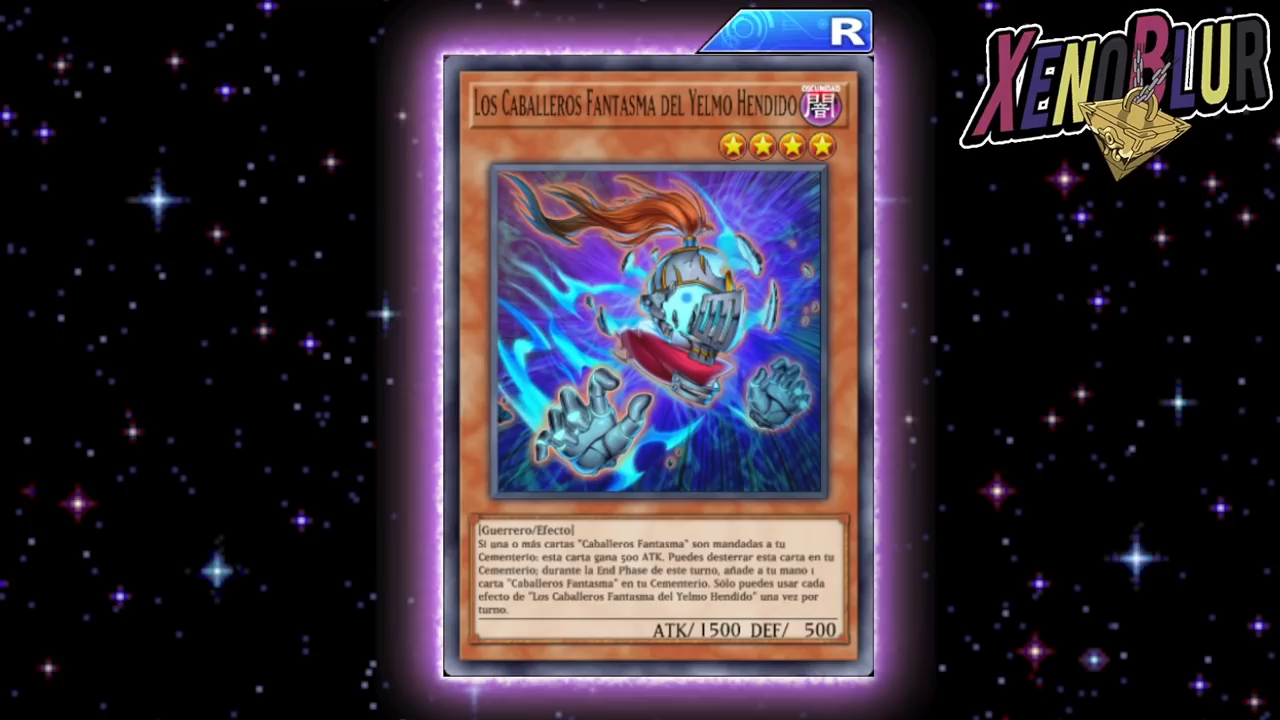 R
XENOBLUR
LOS CABALLEROS FANTASMA DEL YELMO HENDIDO
OSCURIDAD
闇
[Guerrero/Efecto]
Si una o más cartas "Caballeros Fantasma" son mandadas a tu
Cementerio: esta carta gana 500 ATK. Puedes desterrar esta carta en tu
Cementerio; durante la End Phase de este turno, añade a tu mano 1
carta "Caballeros Fantasma" en tu Cementerio. Sólo puedes usar cada
efecto de "Los Caballeros Fantasma del Yelmo Hendido" una vez por
turno.
ATK/ 1500 DEF/ 500